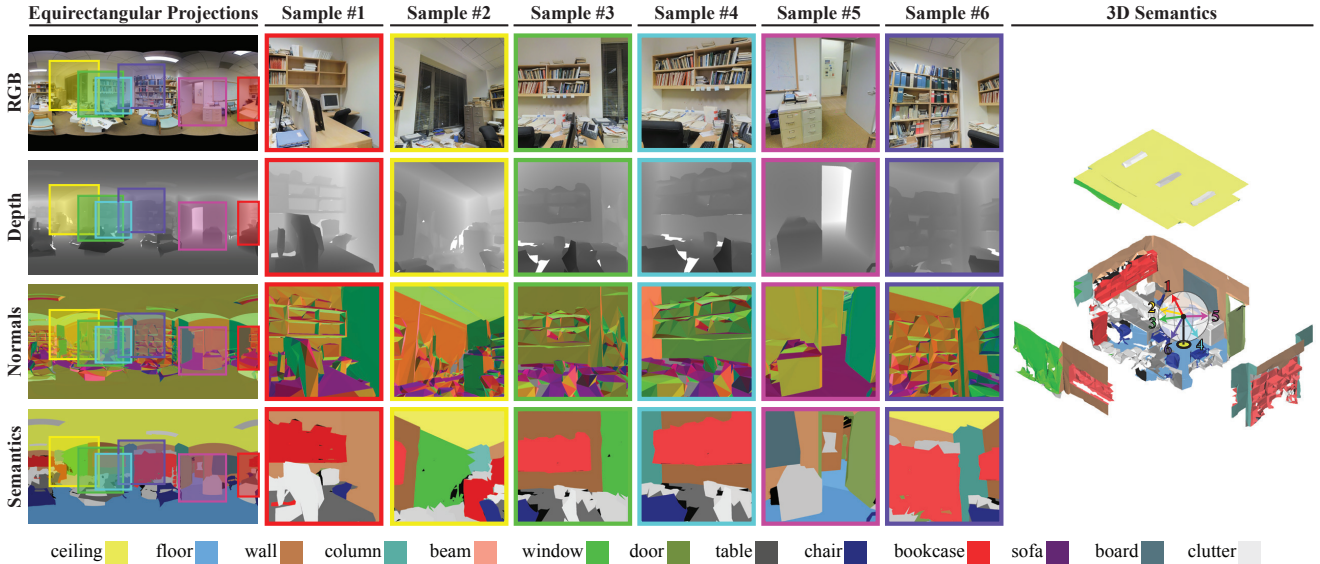 Equirectangular Projections Sample #1 Sample #2 Sample #3 Sample #4 Sample #5 Sample #6 3D Semantics
RGB
Depth
Normals
Semantics
1
2
3
5
6 4
ceiling floor wall column beam window door table chair bookcase sofa board clutter